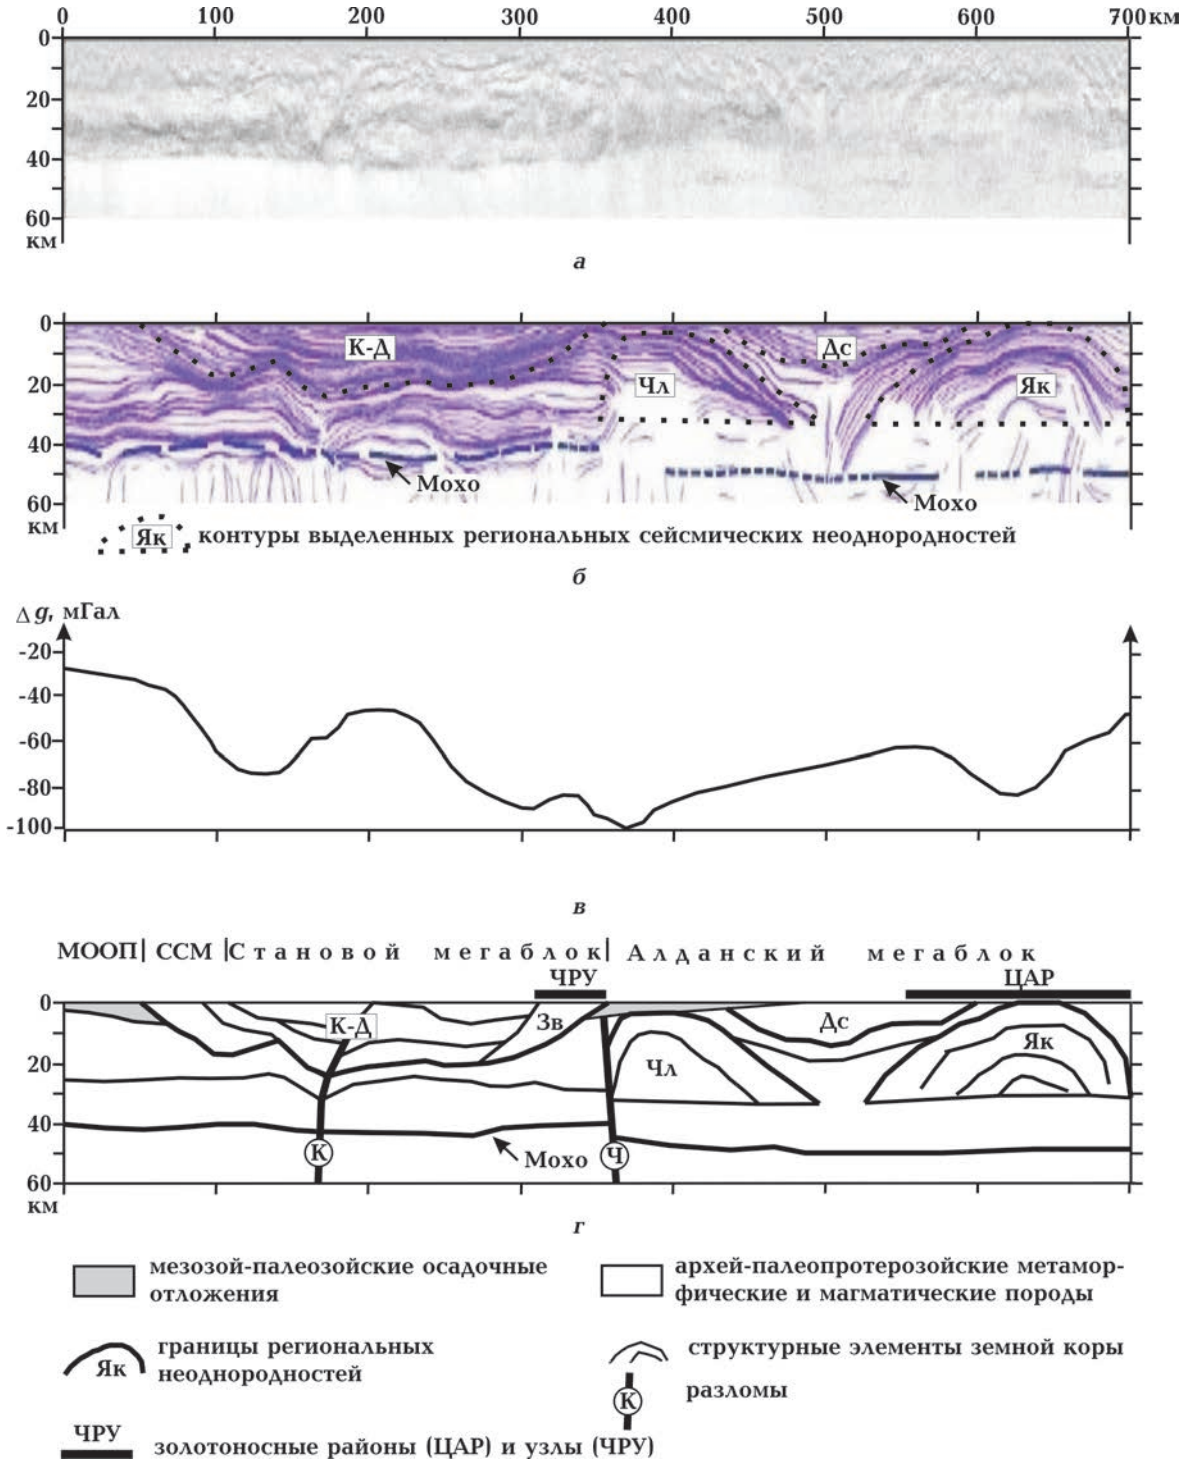 0 100 200 300 400 500 600 700 км
0
20
40
60
км
а
0
20
40
60
км
К-Д
Дс
Чл
Як
Мохо
Мохо
Як контуры выделенных региональных сейсмических неоднородностей
б
Δg, мГал
-20
-40
-60
-80
-100
в
МООП ССМ Становой мегаблок Алданский мегаблок
ЧРУ ЦАР
0
20
40
60
км
К-Д
Зв
Дс
Як
Чл
К
Мохо
Ч
г
мезозой-палеозойские осадочные
отложения
архей-палеопротерозойские метамор-
фические и магматические породы
границы региональных
неоднородностей
Як
структурные элементы земной коры
разломы
К
ЧРУ
золотоносные районы (ЦАР) и узлы (ЧРУ)